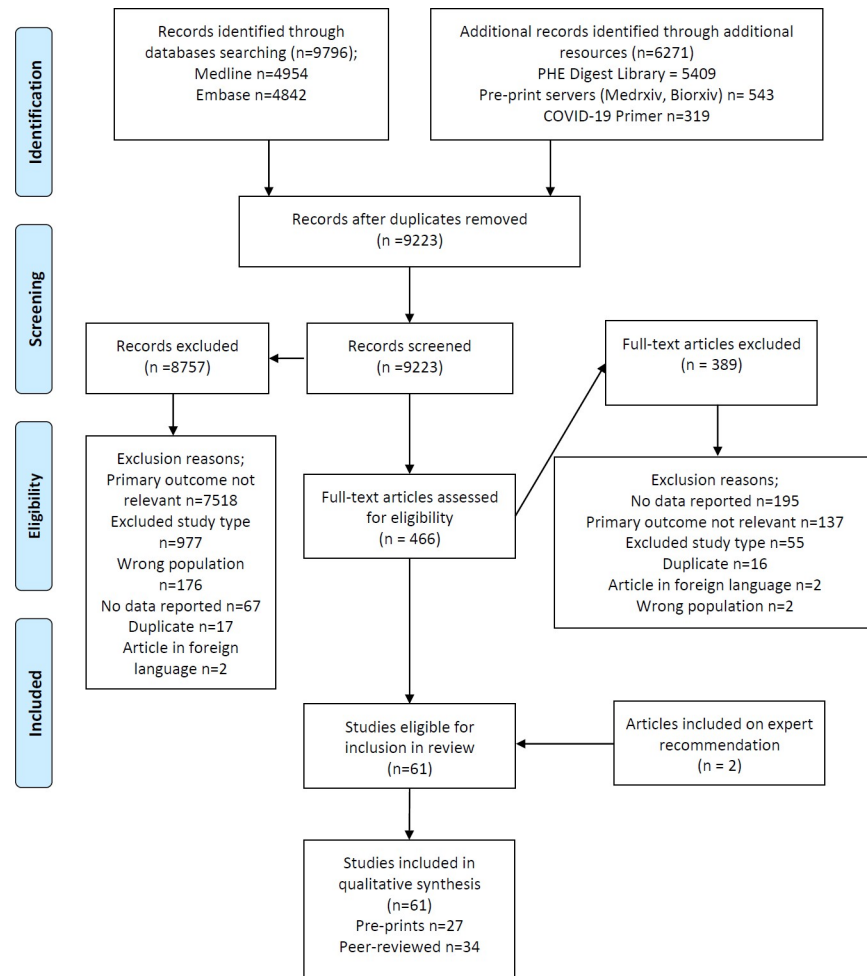 Identification
Records identified through
databases searching (n=9796);
Medline n=4954
Embase n=4842
Additional records identified through additional
resources (n=6271)
PHE Digest Library = 5409
Pre-print servers (Medrxiv, Biorxiv) n= 543
COVID-19 Primer n=319
Records after duplicates removed
(n =9223)
Screening
Records excluded
(n =8757)
Records screened
(n =9223)
Full-text articles excluded
(n = 389)
Eligibility
Exclusion reasons;
Primary outcome not
relevant n=7518
Excluded study type
n=977
Wrong population
n=176
No data reported n=67
Duplicate n=17
Article in foreign
language n=2
Full-text articles assessed
for eligibility
(n = 466)
Exclusion reasons;
No data reported n=195
Primary outcome not relevant n=137
Excluded study type n=55
Duplicate n=16
Article in foreign language n=2
Wrong population n=2
Included
Studies eligible for
inclusion in review
(n=61)
Articles included on expert
recommendation
(n = 2)
Studies included in
qualitative synthesis
(n=61)
Pre-prints n=27
Peer-reviewed n=34